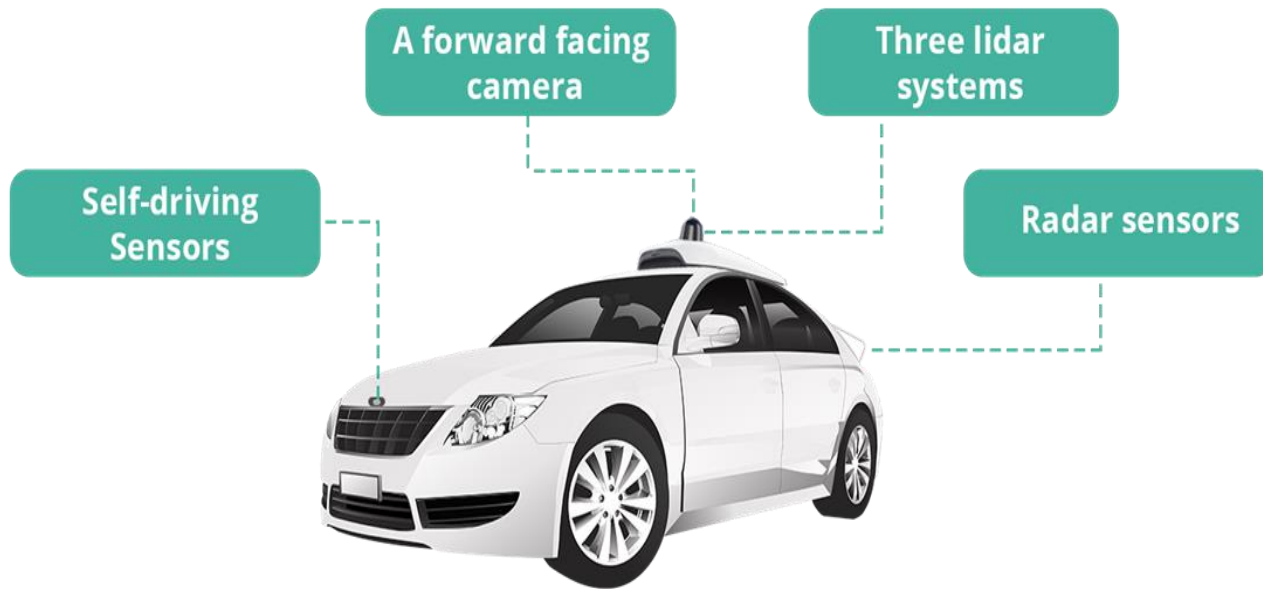 A forward facing
camera
Three lidar
systems
Self-driving
Sensors
Radar sensors